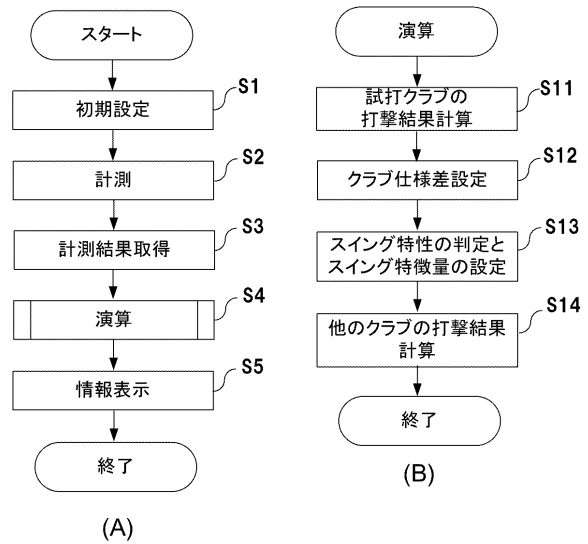 スタート
S1
初期設定
S2
計測
S3
計測結果取得
S4
演算
S5
情報表示
終了
(A)
演算
S11
試打クラブの
打撃結果計算
S12
クラブ仕様差設定
S13
スイング特性の判定と
スイング特徴量の設定
S14
他のクラブの打撃結果
計算
終了
(B)